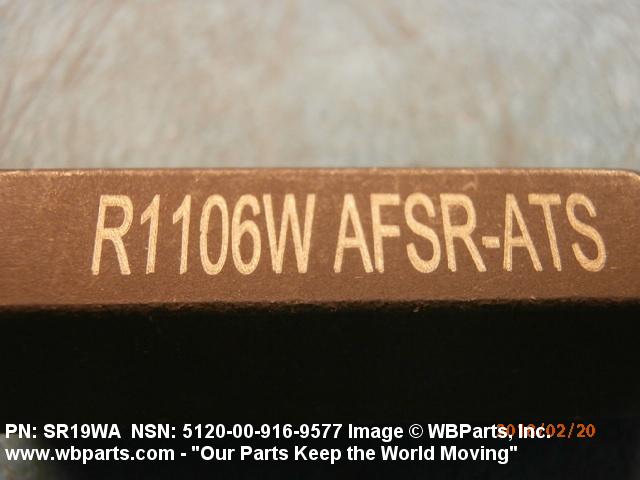 R1106W AFSR-ATS
PN: SR19WA NSN: 5120-00-916-9577 Image © WBParts, Inc.
www.wbparts.com - "Our Parts Keep the World Moving"